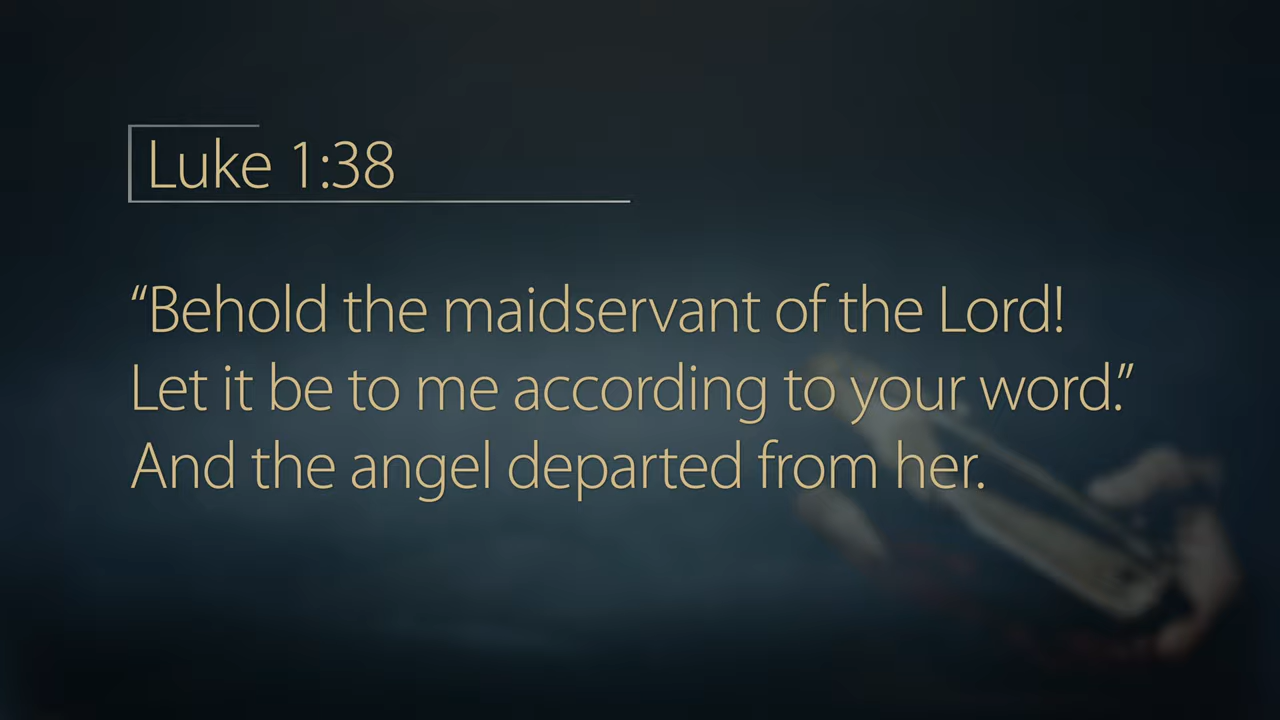 Luke 1:38
“Behold the maidservant of the Lord!
Let it be to me according to your word.”
And the angel departed from her.